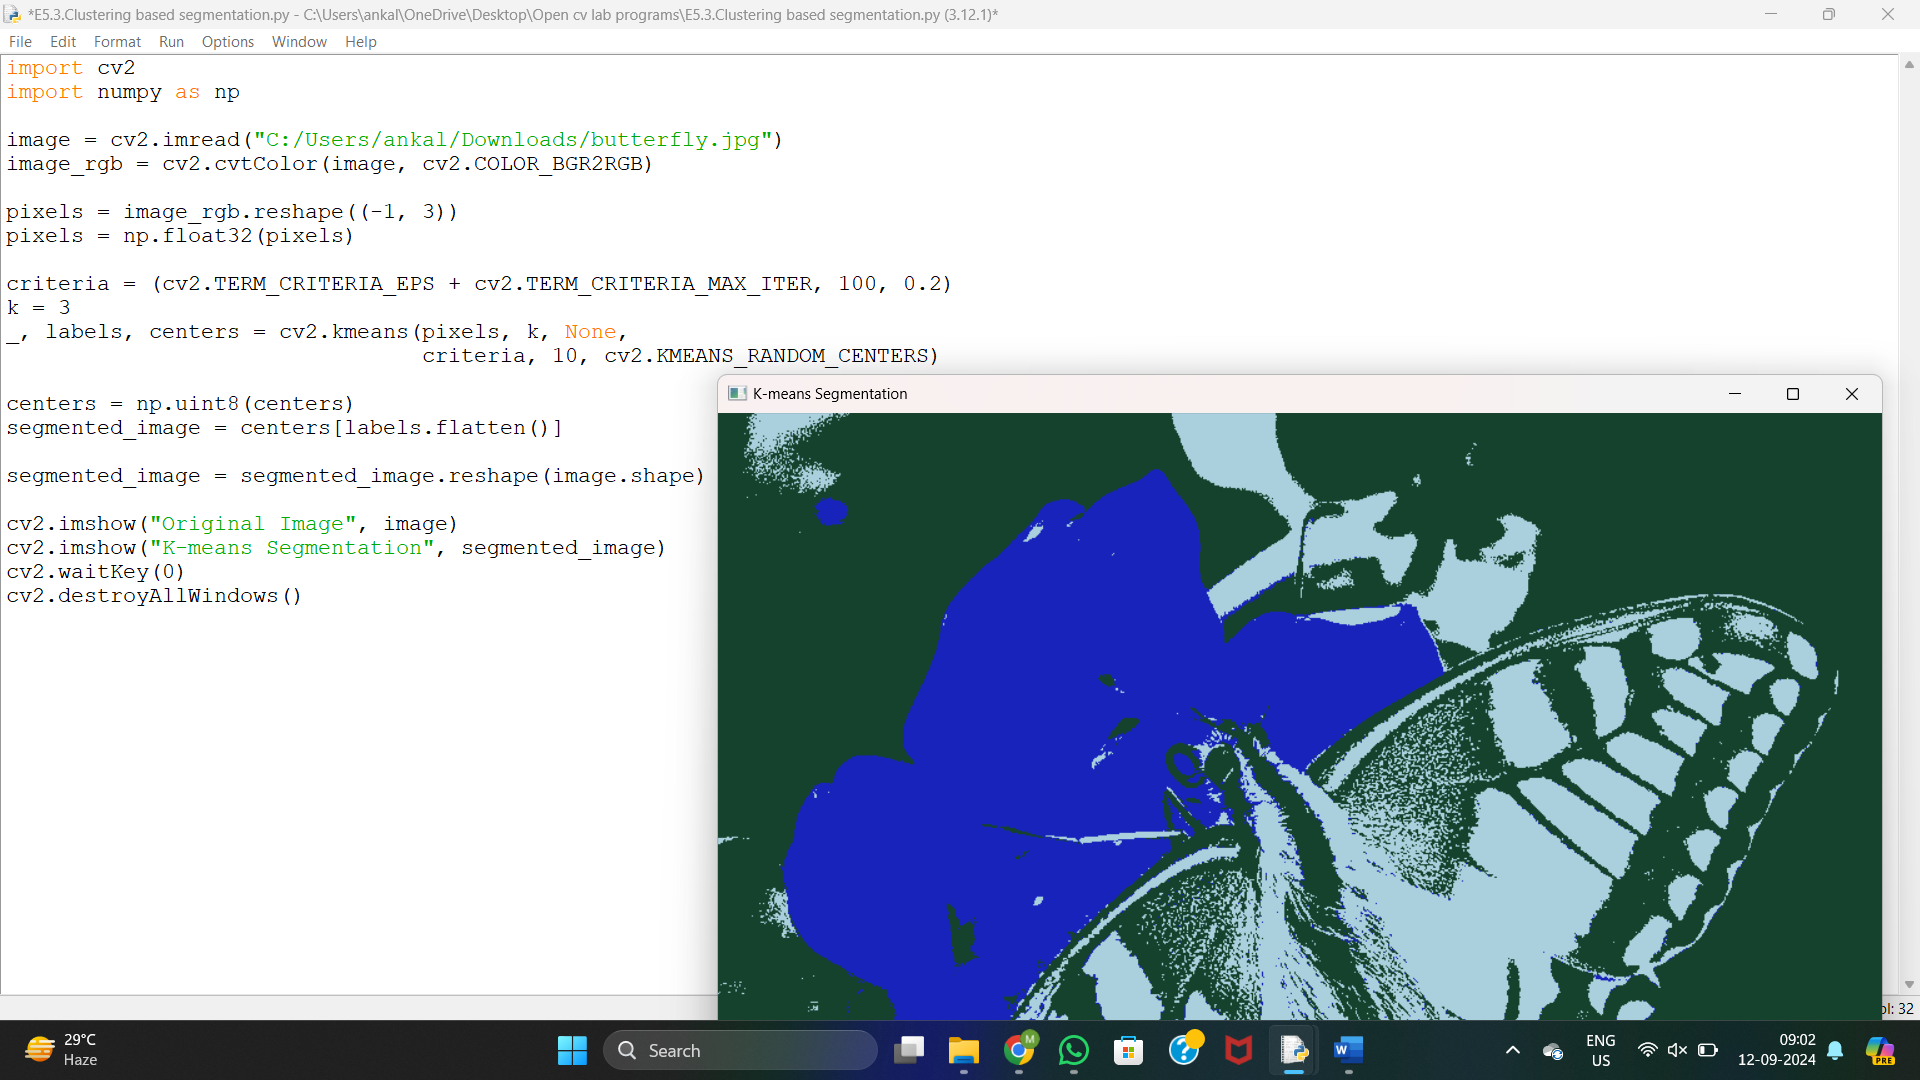 *E5.3.Clustering based segmentation.py - C:\Users\ankal\OneDrive\Desktop\Open cv lab programs\E5.3.Clustering based segmentation.py (3.12.1)*
File Edit Format Run Options Window Help
import cv2
import numpy as np
image = cv2.imread("C:/Users/ankal/Downloads/butterfly.jpg")
image_rgb = cv2.cvtColor(image, cv2.COLOR_BGR2RGB)
pixels = image_rgb.reshape((-1, 3))
pixels = np.float32(pixels)
criteria = (cv2.TERM_CRITERIA_EPS + cv2.TERM_CRITERIA_MAX_ITER, 100, 0.2)
k = 3
_, labels, centers = cv2.kmeans(pixels, k, None,
criteria, 10, cv2.KMEANS_RANDOM_CENTERS)
centers = np.uint8(centers)
segmented_image = centers[labels.flatten()]
segmented_image = segmented_image.reshape(image.shape)
cv2.imshow("Original Image", image)
cv2.imshow("K-means Segmentation", segmented_image)
cv2.waitKey(0)
cv2.destroyAllWindows()
K-means Segmentation
ol: 32
29°C
Haze
Search
M
W
PRE
ENG
US
09:02
12-09-2024